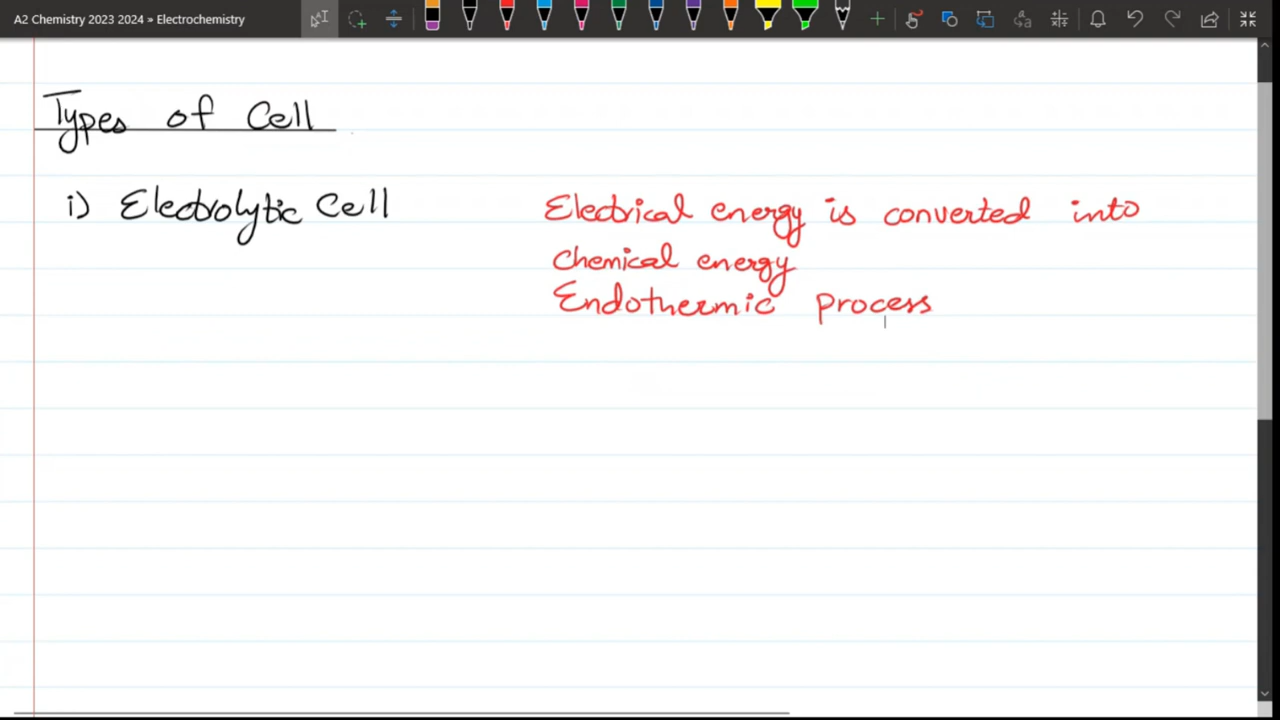 A2 Chemistry 2023 2024 » Electrochemistry
Types of Cell
i) Electrolytic Cell
Electrical energy is converted into
chemical energy
Endothermic process